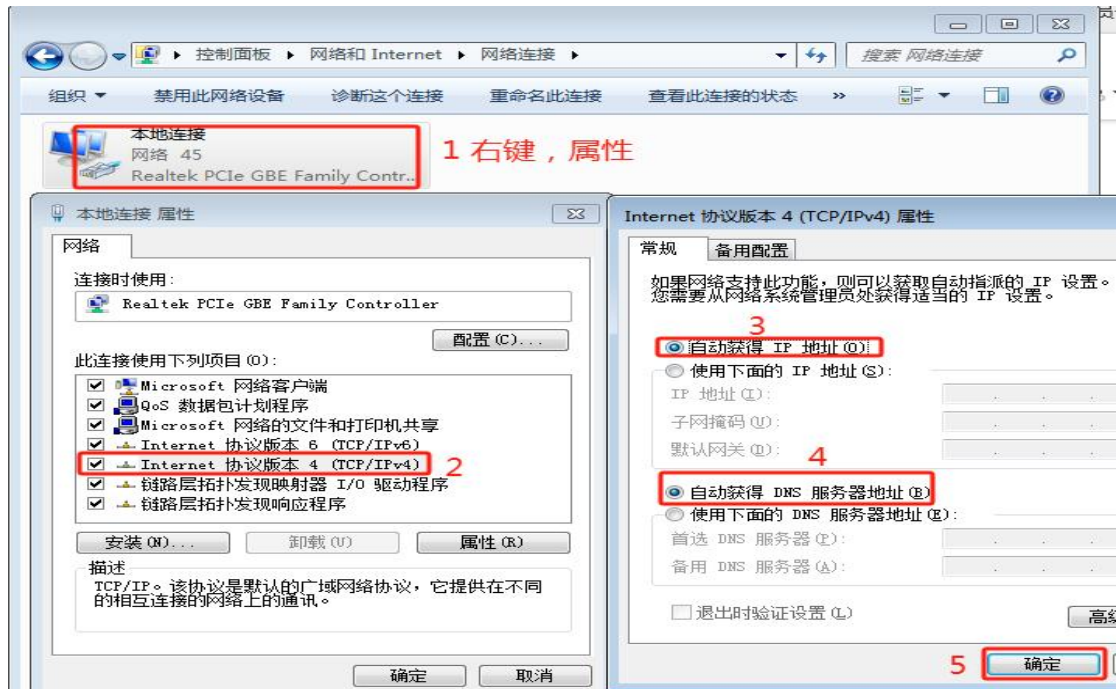 控制面板 ▸ 网络和 Internet ▸ 网络连接 ▸
搜索 网络连接
组织 禁用此网络设备 诊断这个连接 重命名此连接 查看此连接的状态 »
本地连接
网络 45
Realtek PCIe GBE Family Contr...
1 右键，属性
本地连接 属性
网络
连接时使用:
Realtek PCIe GBE Family Controller
配置(C)...
此连接使用下列项目(O):
Microsoft 网络客户端
QoS 数据包计划程序
Microsoft 网络的文件和打印机共享
Internet 协议版本 6 (TCP/IPv6)
Internet 协议版本 4 (TCP/IPv4)
2
链路层拓扑发现映射器 I/O 驱动程序
链路层拓扑发现响应程序
安装(N)... 卸载(U) 属性(R)
描述
TCP/IP。该协议是默认的广域网络协议，它提供在不同
的相互连接的网络上的通讯。
确定 取消
Internet 协议版本 4 (TCP/IPv4) 属性
常规 备用配置
如果网络支持此功能，则可以获取自动指派的 IP 设置。
您需要从网络系统管理员处获得适当的 IP 设置。
3
自动获得 IP 地址(O)
使用下面的 IP 地址(S):
IP 地址(I):
子网掩码(U):
默认网关(D):
4
自动获得 DNS 服务器地址(B)
使用下面的 DNS 服务器地址(E):
首选 DNS 服务器(P):
备用 DNS 服务器(A):
退出时验证设置(L)
高级
5
确定